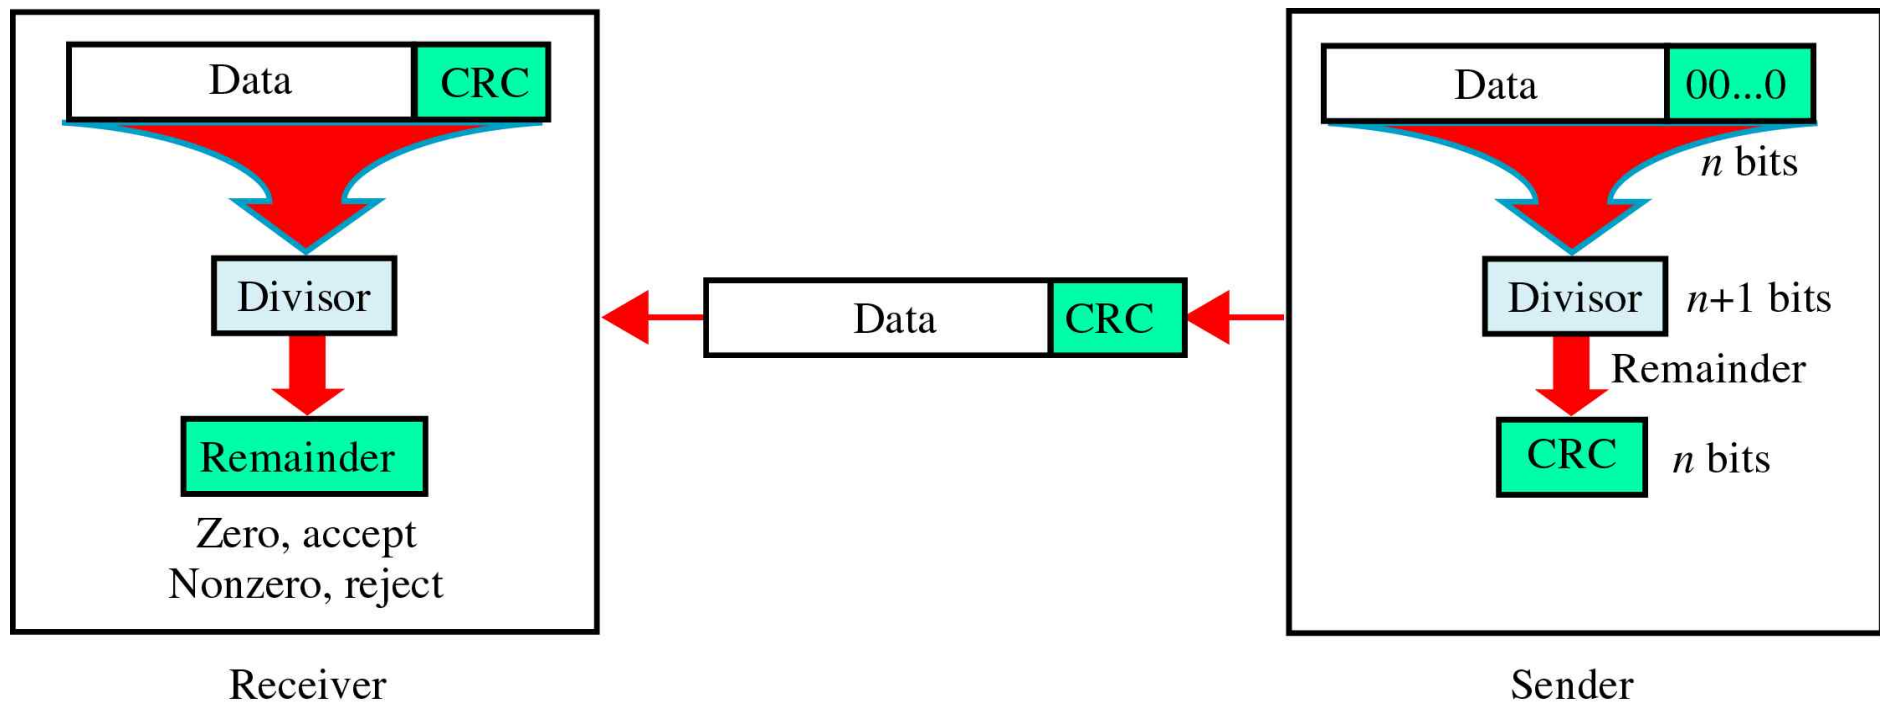 Data CRC
Divisor
Remainder
Zero, accept
Nonzero, reject
Receiver
Data CRC
Data 00...0
n bits
Divisor n+1 bits
Remainder
CRC n bits
Sender